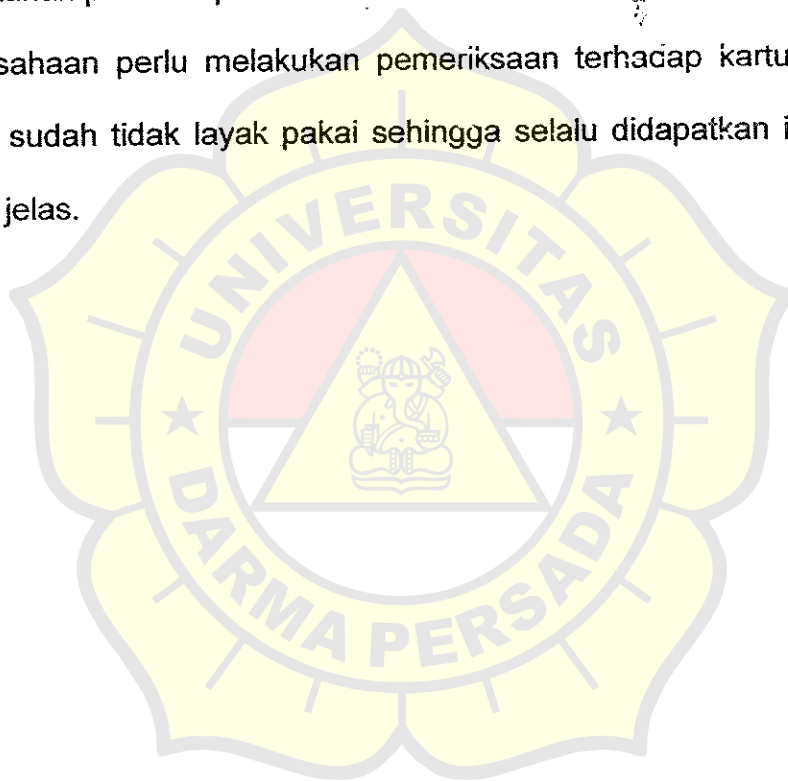 sahaan perlu melakukan pemeriksaan terhadap kartu
sudah tidak layak pakai sehingga selalu didapatkan i
jelas.
UNIVERSITAS
DARMA PERSADA